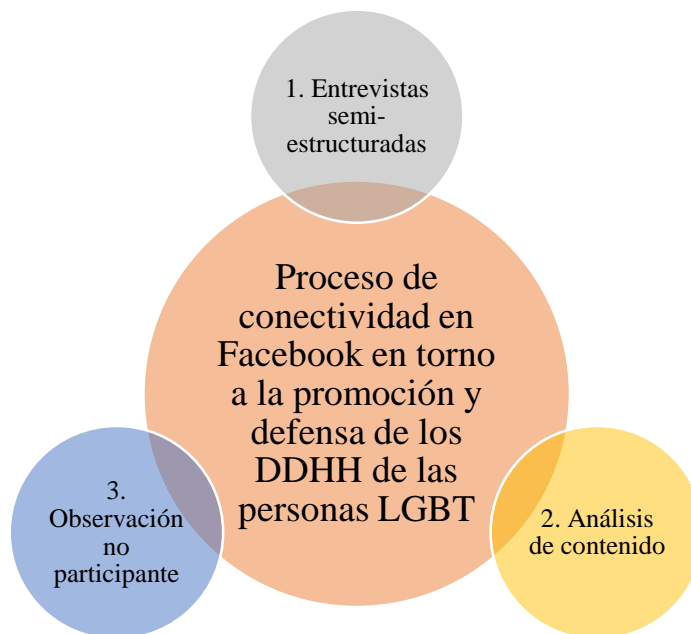 1. Entrevistas
semi-
estructuradas
Proceso de
conectividad en
Facebook en torno
a la promoción y
defensa de los
DDHH de las
personas LGBT
3.
Observación
no
participante
2. Análisis
de contenido